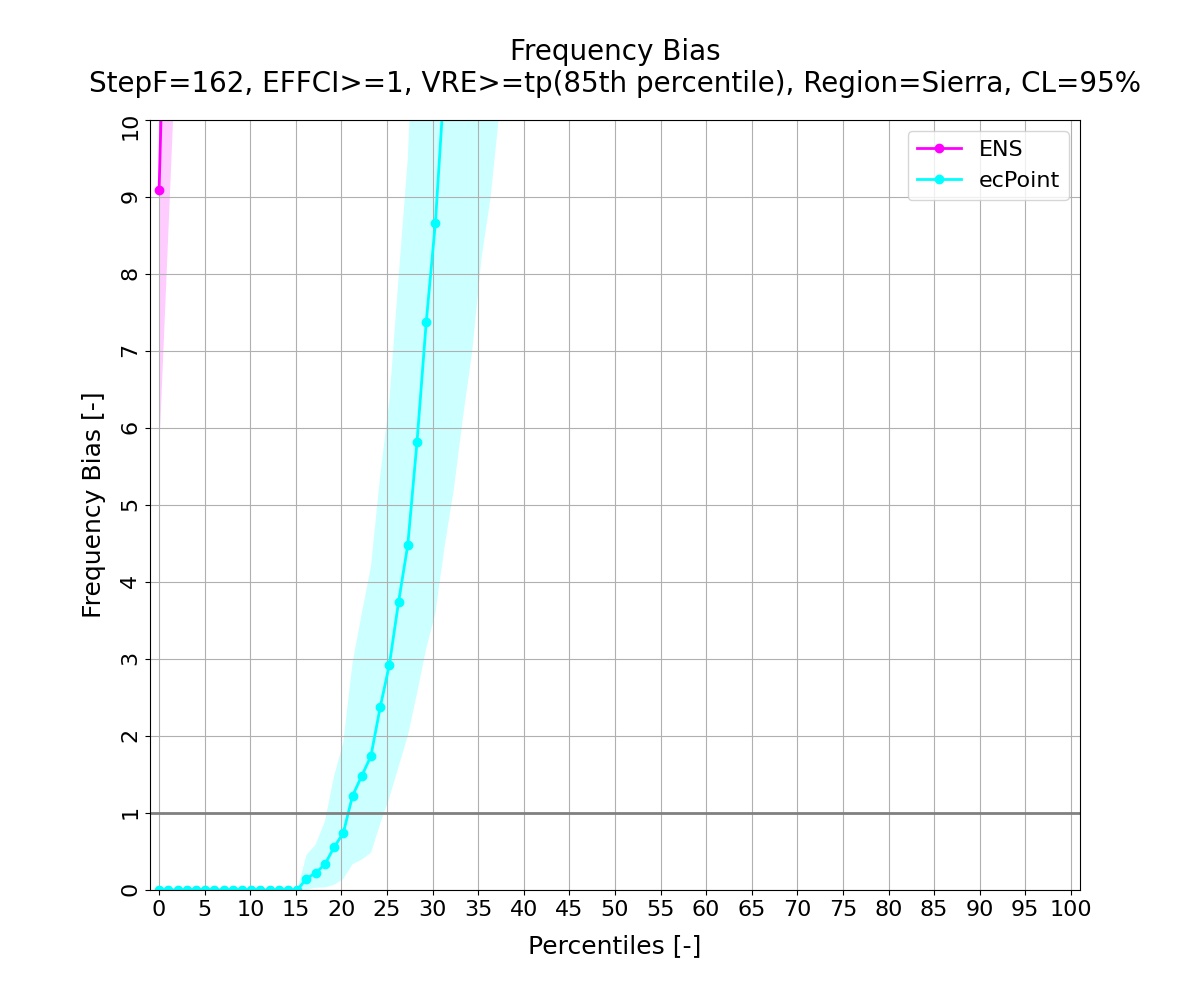 Frequency Bias
StepF=162, EFFCI>=1, VRE>=tp(85th percentile), Region=Sierra, CL=95%
ENS
ecPoint
Frequency Bias [-]
10
9
8
7
6
5
4
3
2
1
0
0 5 10 15 20 25 30 35 40 45 50 55 60 65 70 75 80 85 90 95 100
Percentiles [-]